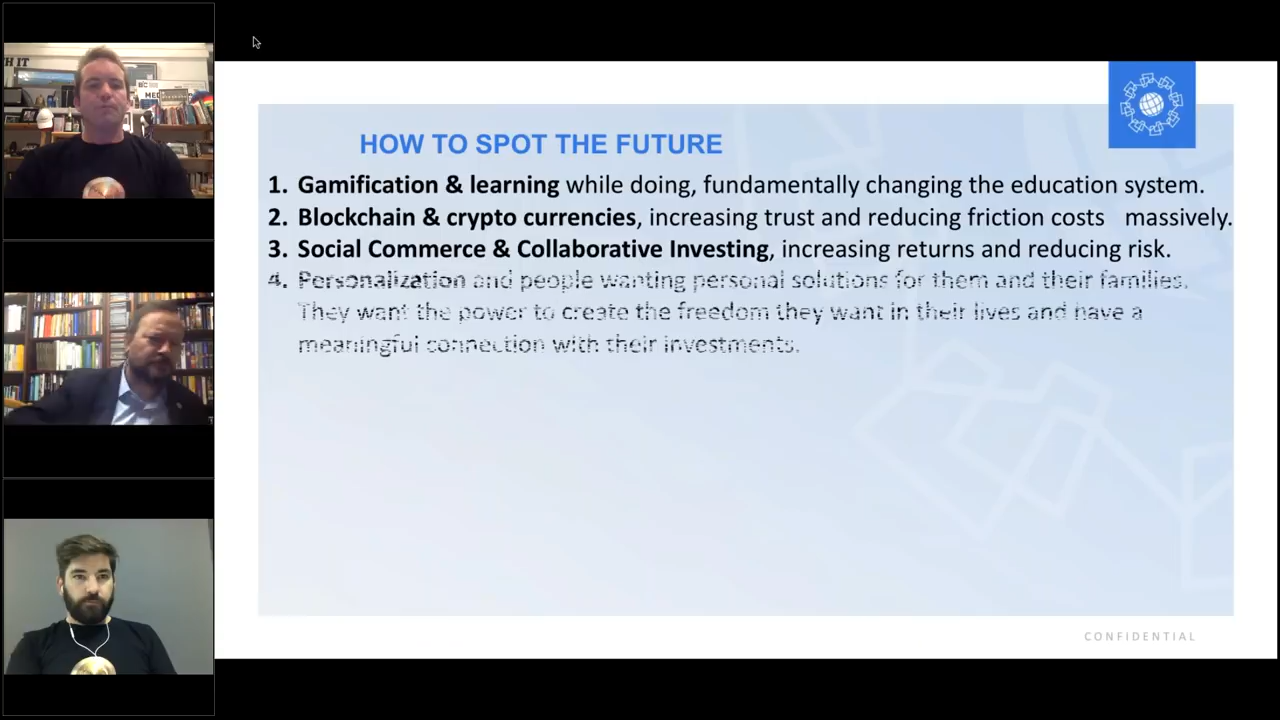 HOW TO SPOT THE FUTURE
1. Gamification & learning while doing, fundamentally changing the education system.
2. Blockchain & crypto currencies, increasing trust and reducing friction costs massively.
3. Social Commerce & Collaborative Investing, increasing returns and reducing risk.
4. Personalization and people wanting personal solutions for them and their families.
They want the power to create the freedom they want in their lives and have a
meaningful connection with their investments.
CONFIDENTIAL